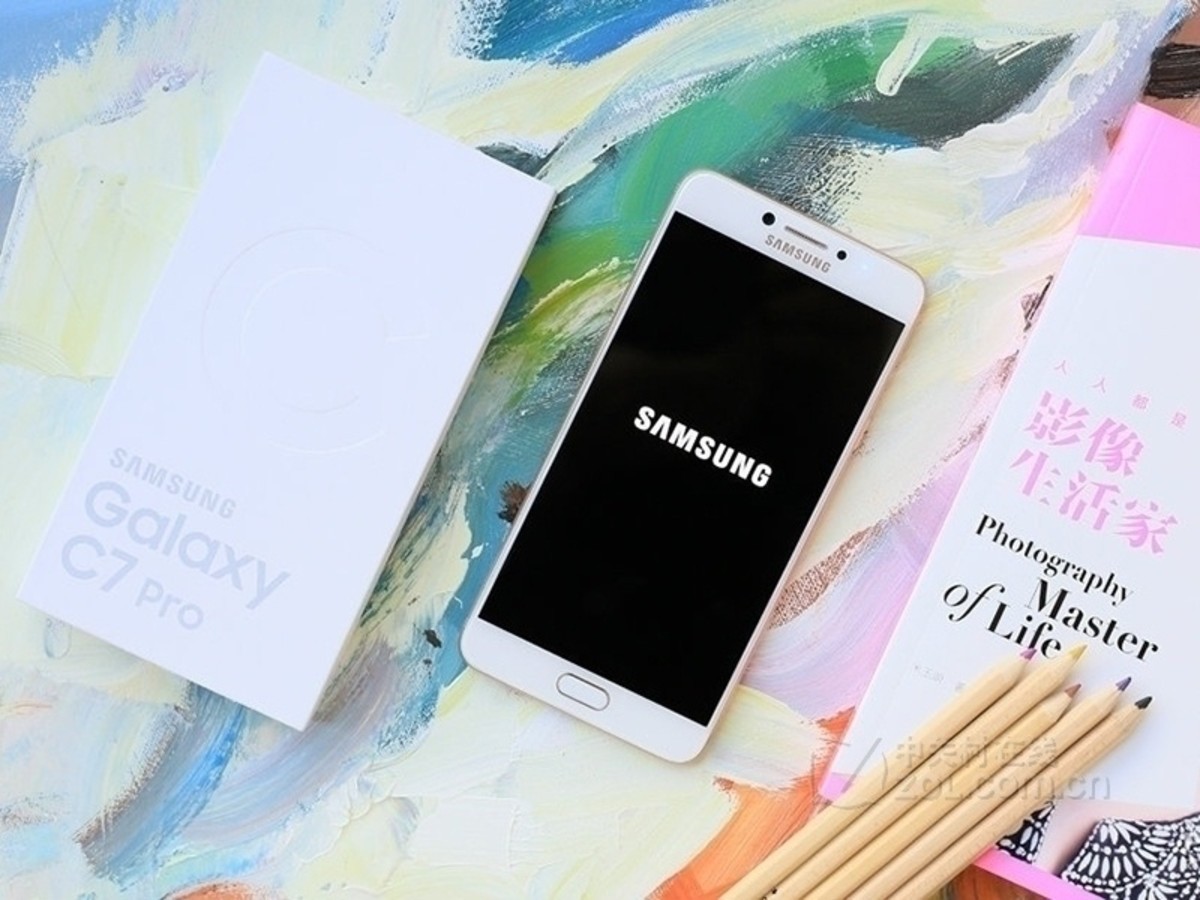 SAMSUNG
Galaxy
C7 Pro
SAMSUNG
SAMSUNG
人人都是
影像
生活家
Photography
Master
of Life
中关村在线
ZOL.com.cn